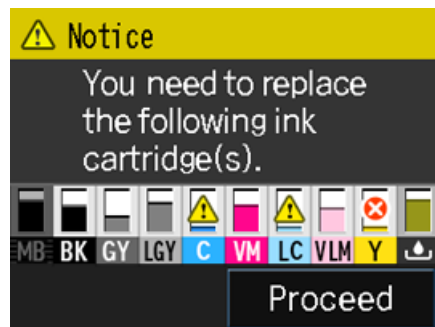 Notice
You need to replace
the following ink
cartridge(s).
MB BK GY LGY C VM LC VLM Y
Proceed